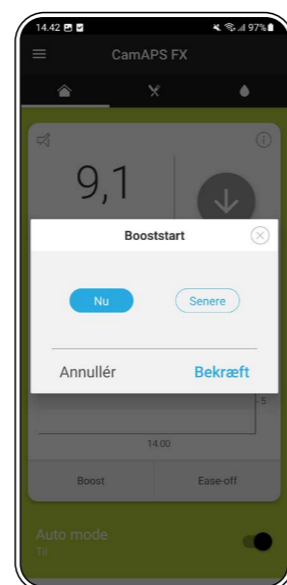 14.42 97%
CamAPS FX
9,1
Booststart
Nu Senere
Annullér Bekræft
5
14.00
Boost Ease-off
Auto mode
Til